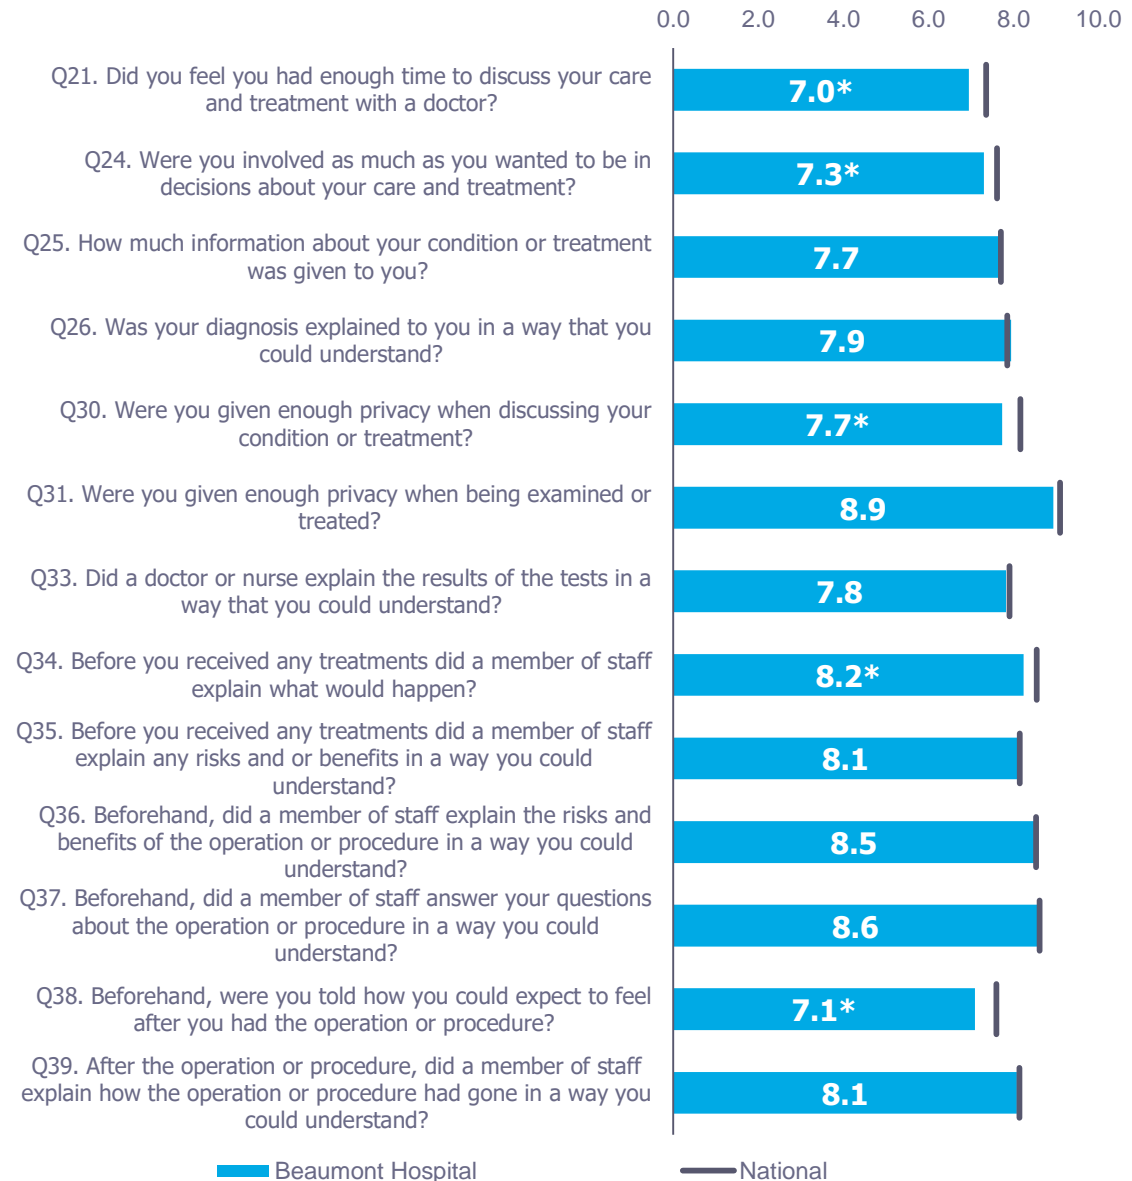 0.0 2.0 4.0 6.0 8.0 10.0
Q21. Did you feel you had enough time to discuss your care
and treatment with a doctor?
7.0*
Q24. Were you involved as much as you wanted to be in
decisions about your care and treatment?
7.3*
Q25. How much information about your condition or treatment
was given to you?
7.7
Q26. Was your diagnosis explained to you in a way that you
could understand?
7.9
Q30. Were you given enough privacy when discussing your
condition or treatment?
7.7*
Q31. Were you given enough privacy when being examined or
treated?
8.9
Q33. Did a doctor or nurse explain the results of the tests in a
way that you could understand?
7.8
Q34. Before you received any treatments did a member of staff
explain what would happen?
8.2*
Q35. Before you received any treatments did a member of staff
explain any risks and or benefits in a way you could
understand?
8.1
Q36. Beforehand, did a member of staff explain the risks and
benefits of the operation or procedure in a way you could
understand?
8.5
Q37. Beforehand, did a member of staff answer your questions
about the operation or procedure in a way you could
understand?
8.6
Q38. Beforehand, were you told how you could expect to feel
after you had the operation or procedure?
7.1*
Q39. After the operation or procedure, did a member of staff
explain how the operation or procedure had gone in a way you
could understand?
8.1
Beaumont Hospital
National